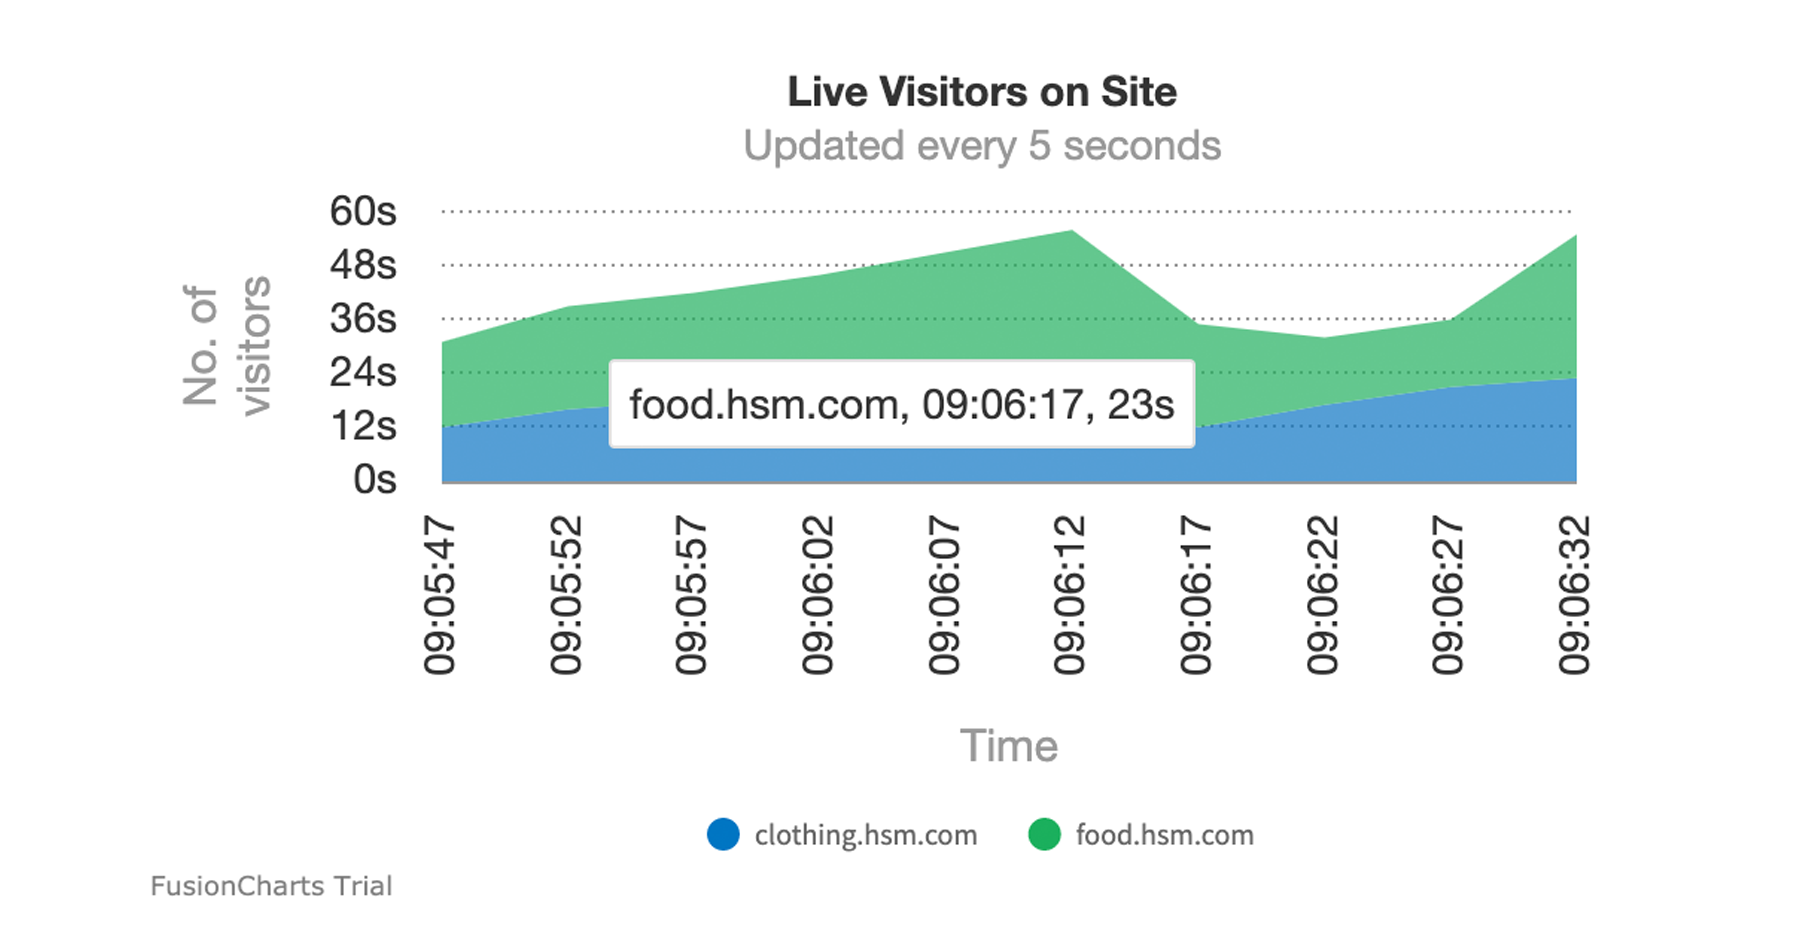 Live Visitors on Site
Updated every 5 seconds
No. of
visitors
60s
48s
36s
24s
12s
0s
food.hsm.com, 09:06:17, 23s
09:05:47
09:05:52
09:05:57
09:06:02
09:06:07
09:06:12
09:06:17
09:06:22
09:06:27
09:06:32
Time
clothing.hsm.com
food.hsm.com
FusionCharts Trial